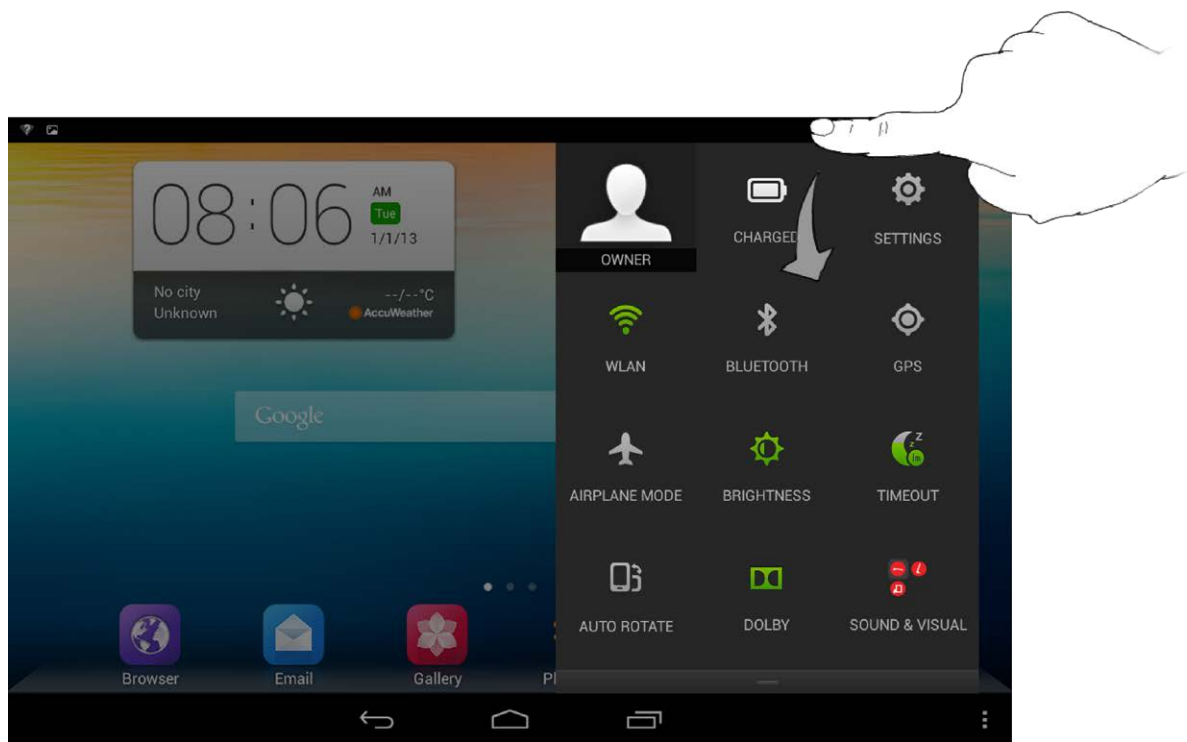 08:06
AM
Tue
1/1/13
No city
Unknown
--/--°C
AccuWeather
Google
Browser
Email
Gallery
Pl
OWNER
CHARGED
SETTINGS
WLAN
BLUETOOTH
GPS
AIRPLANE MODE
BRIGHTNESS
TIMEOUT
AUTO ROTATE
DOLBY
SOUND & VISUAL